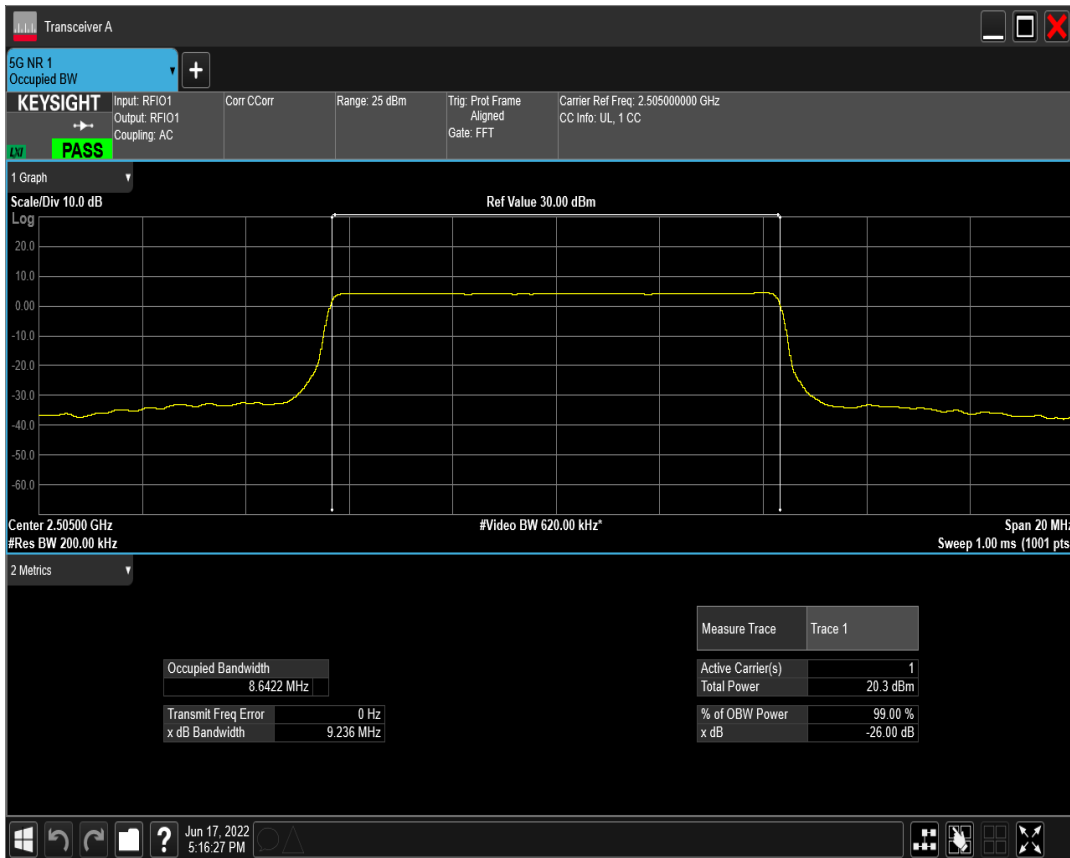 Transceiver A
5G NR 1
Occupied BW
+
KEYSIGHT
LXI
PASS
Input: RFIO1
Output: RFIO1
Coupling: AC
Corr CCorr
Range: 25 dBm
Trig: Prot Frame
Aligned
Gate: FFT
Carrier Ref Freq: 2.505000000 GHz
CC Info: UL, 1 CC
1 Graph
Scale/Div 10.0 dB
Ref Value 30.00 dBm
Log
20.0
10.0
0.00
-10.0
-20.0
-30.0
-40.0
-50.0
-60.0
Center 2.50500 GHz
#Video BW 620.00 kHz*
Span 20 MHz
#Res BW 200.00 kHz
Sweep 1.00 ms (1001 pts
2 Metrics
Measure Trace Trace 1
Occupied Bandwidth
8.6422 MHz
Active Carrier(s) 1
Total Power 20.3 dBm
Transmit Freq Error 0 Hz
x dB Bandwidth 9.236 MHz
% of OBW Power 99.00 %
x dB -26.00 dB
?
Jun 17, 2022
5:16:27 PM